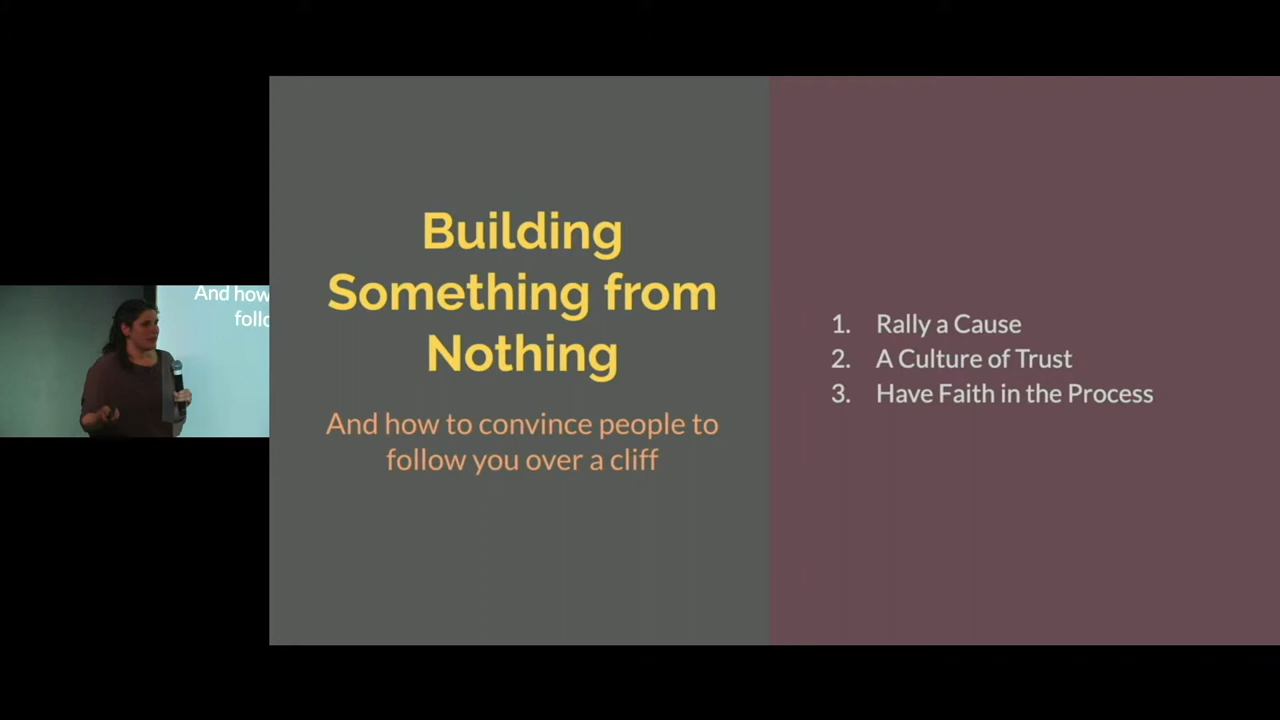 And how
follo
Building
Something from
Nothing
And how to convince people to
follow you over a cliff
1. Rally a Cause
2. A Culture of Trust
3. Have Faith in the Process